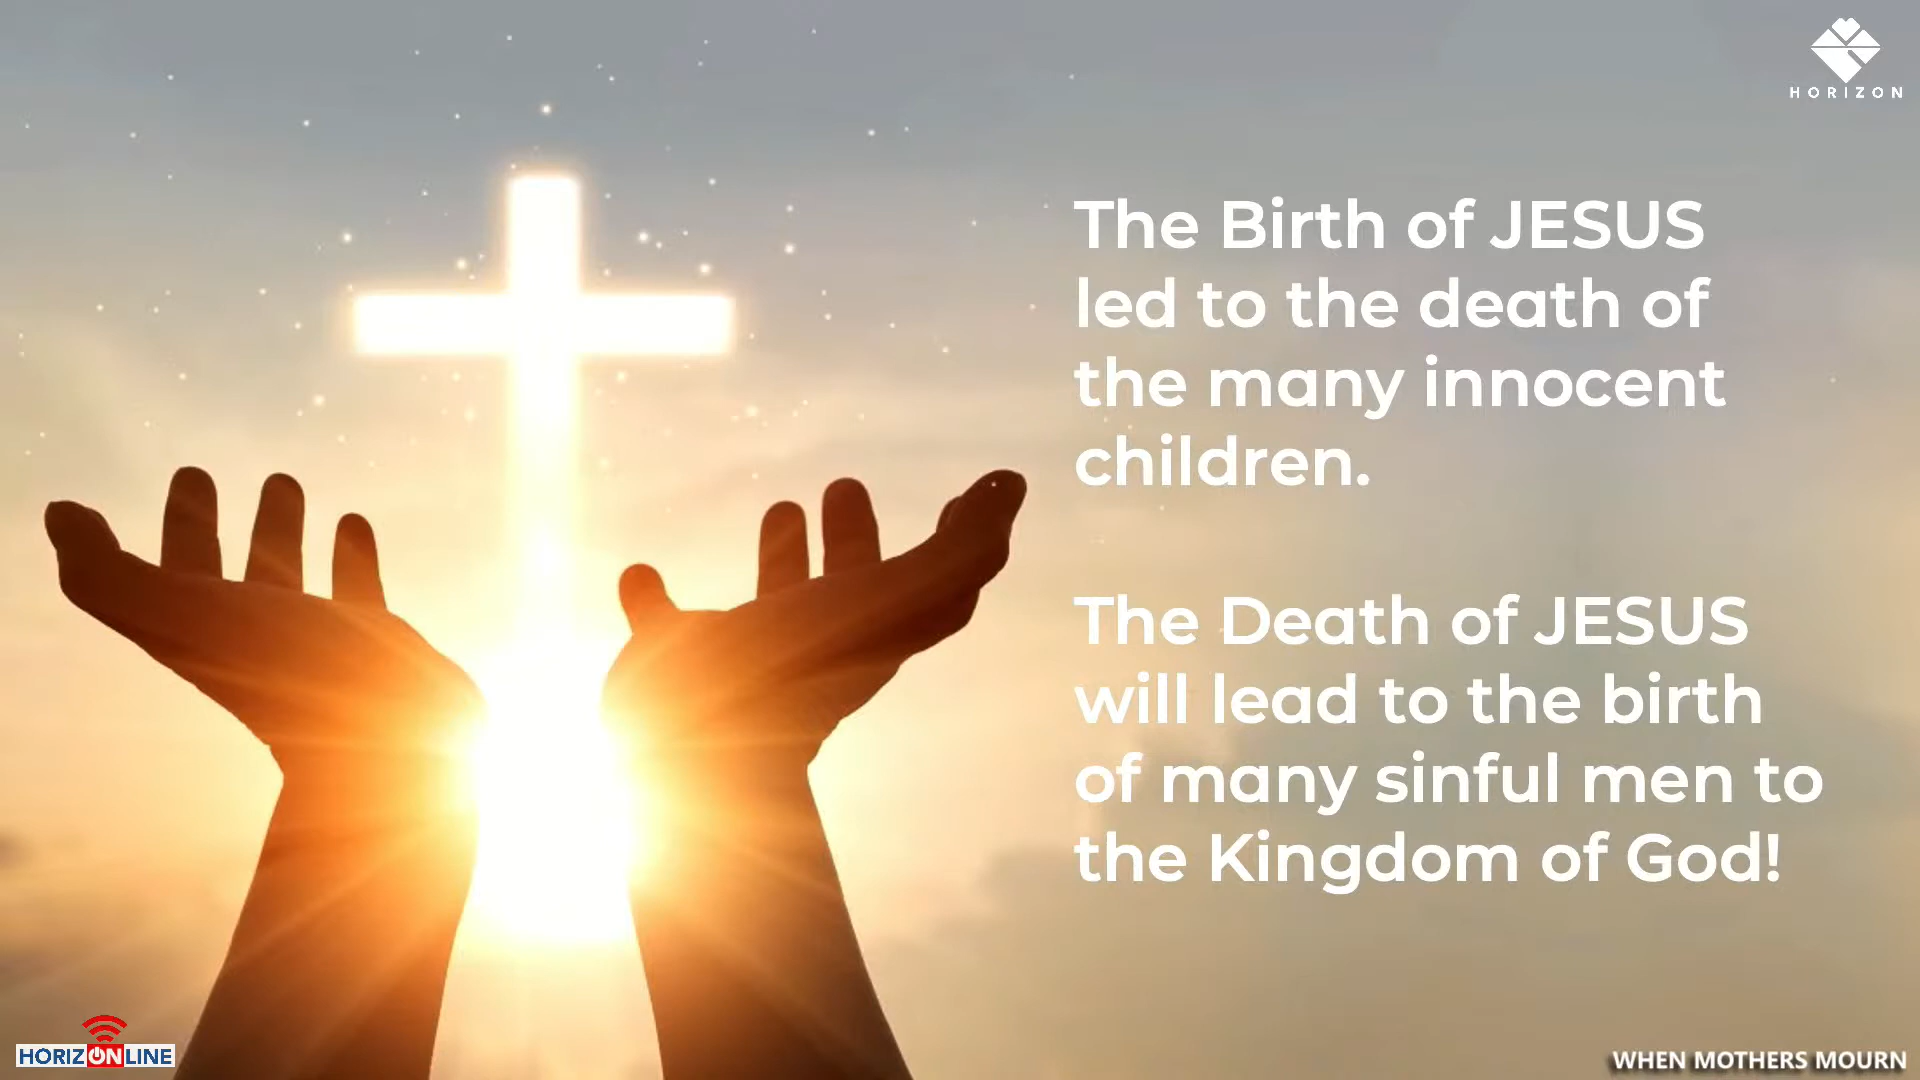 HORIZON
The Birth of JESUS
led to the death of
the many innocent
children.
The Death of JESUS
will lead to the birth
of many sinful men to
the Kingdom of God!
HORIZONLINE
WHEN MOTHERS MOURN